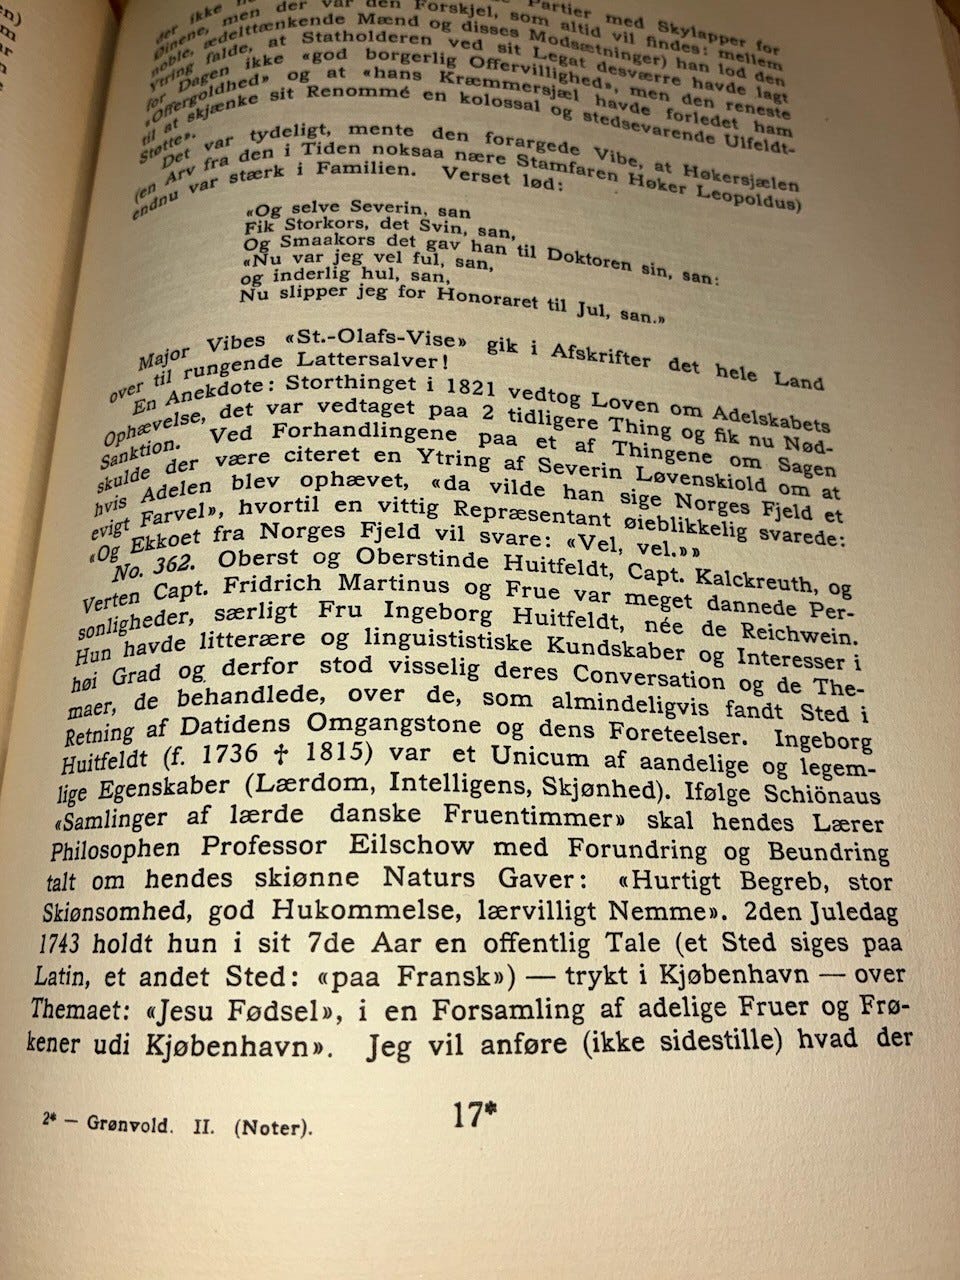 der ikke
Partier med Skylapper for
Øinene, men der var den Forskjel, som altid vil findes: mellem
noble, ædelttænkende Mænd og disses Modsætninger) han lod den
Ytring falde, at Statholderen ved sit Legat desværre havde lagt
for Dagen ikke «god borgerlig Offervillighed», men den reneste
«Offergoldhed» og at «hans Kræmmersjæl havde forledet ham
til at skjænke sit Renommé en kolossal og stedsevarende Ulfeldt-
Støtte».
Det var tydeligt, mente den forargede Vibe, at Høkersjælen
(en Arv fra den i Tiden noksaa nære Stamfaren Høker Leopoldus)
endnu var stærk i Familien. Verset lød:
«Og selve Severin, san
Fik Storkors, det Svin, san,
Og Smaakors det gav han til Doktoren sin, san:
«Nu var jeg vel ful, san,
og inderlig hul, san,
Nu slipper jeg for Honoraret til Jul, san.»
Major Vibes «St.-Olafs-Vise» gik i Afskrifter det hele Land
over til rungende Lattersalver!
En Anekdote: Storthinget i 1821 vedtog Loven om Adelskabets
Ophævelse, det var vedtaget paa 2 tidligere Thing og fik nu Nød-
Sanktion. Ved Forhandlingene paa et af Thingene om Sagen
skulde der være citeret en Ytring af Severin Løvenskiold om at
hvis Adelen blev ophævet, «da vilde han sige Norges Fjeld et
evigt Farvel», hvortil en vittig Repræsentant øieblikkelig svarede:
«Og Ekkoet fra Norges Fjeld vil svare: «Vel, vel.»»
No. 362. Oberst og Oberstinde Huitfeldt, Capt. Kalckreuth, og
Verten Capt. Fridrich Martinus og Frue var meget dannede Per-
sonligheder, særligt Fru Ingeborg Huitfeldt, née de Reichwein.
Hun havde litterære og linguististiske Kundskaber og Interesser i
høi Grad og derfor stod visselig deres Conversation og de The-
maer, de behandlede, over de, som almindeligvis fandt Sted i
Retning af Datidens Omgangstone og dens Foreteelser. Ingeborg
Huitfeldt (f. 1736 † 1815) var et Unicum af aandelige og legem-
lige Egenskaber (Lærdom, Intelligens, Skjønhed). Ifølge Schiönaus
«Samlinger af lærde danske Fruentimmer» skal hendes Lærer
Philosophen Professor Eilschow med Forundring og Beundring
talt om hendes skiønne Naturs Gaver: «Hurtigt Begreb, stor
Skiønsomhed, god Hukommelse, lærvilligt Nemme». 2den Juledag
1743 holdt hun i sit 7de Aar en offentlig Tale (et Sted siges paa
Latin, et andet Sted: «paa Fransk») — trykt i Kjøbenhavn — over
Themaet: «Jesu Fødsel», i en Forsamling af adelige Fruer og Frø-
kener udi Kjøbenhavn». Jeg vil anføre (ikke sidestille) hvad der
2* — Grønvold. II. (Noter).
17*